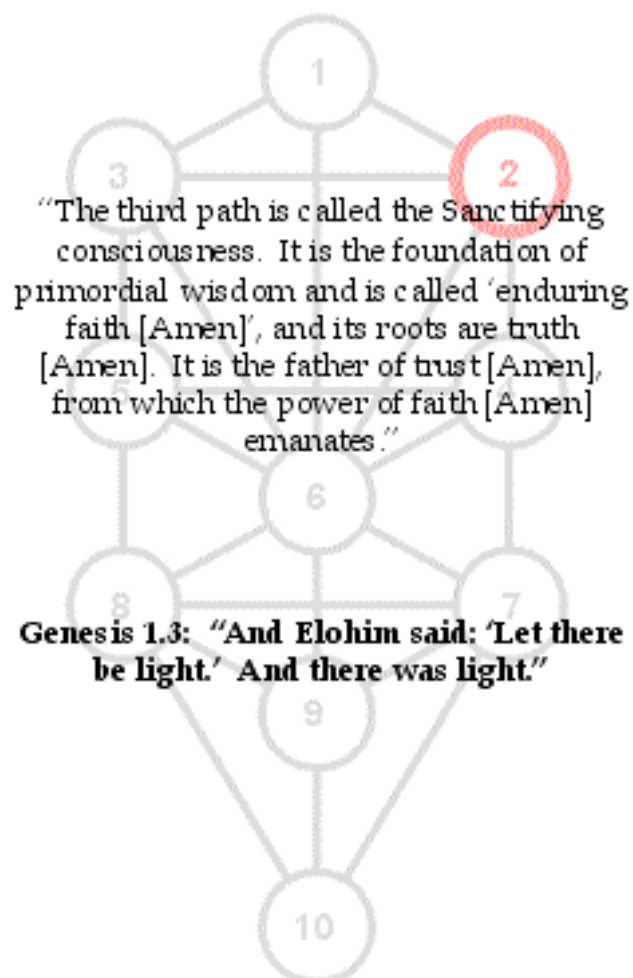 1
3
2
"The third path is called the Sanctifying
consciousness. It is the foundation of
primordial wisdom and is called 'enduring
faith [Amen]', and its roots are truth
[Amen]. It is the father of trust [Amen],
5
4
from which the power of faith [Amen]
emanates."
6
8
7
Genesis 1.3: "And Elohim said: 'Let there
be light.' And there was light."
9
10